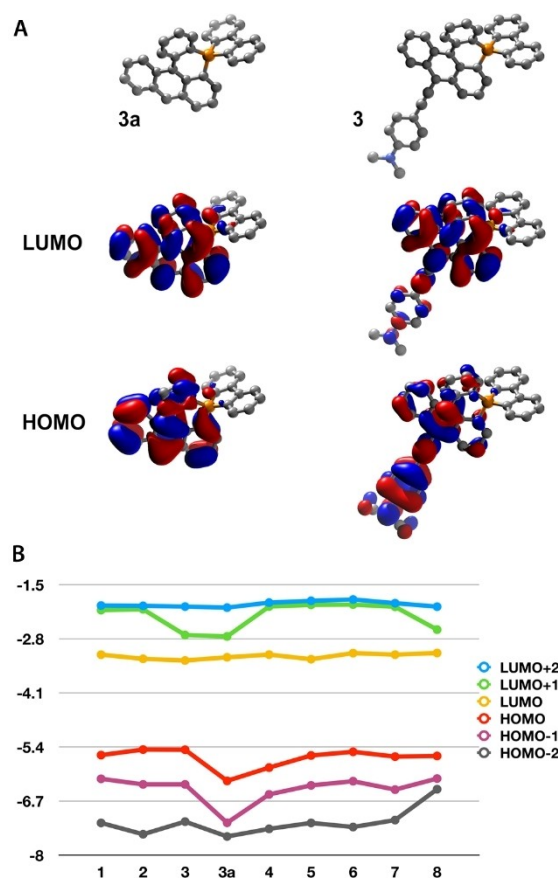 A
3a
3
LUMO
HOMO
B
-1.5
-2.8
-4.1
-5.4
-6.7
-8
1 2 3 3a 4 5 6 7 8
LUMO+2
LUMO+1
LUMO
HOMO
HOMO-1
HOMO-2